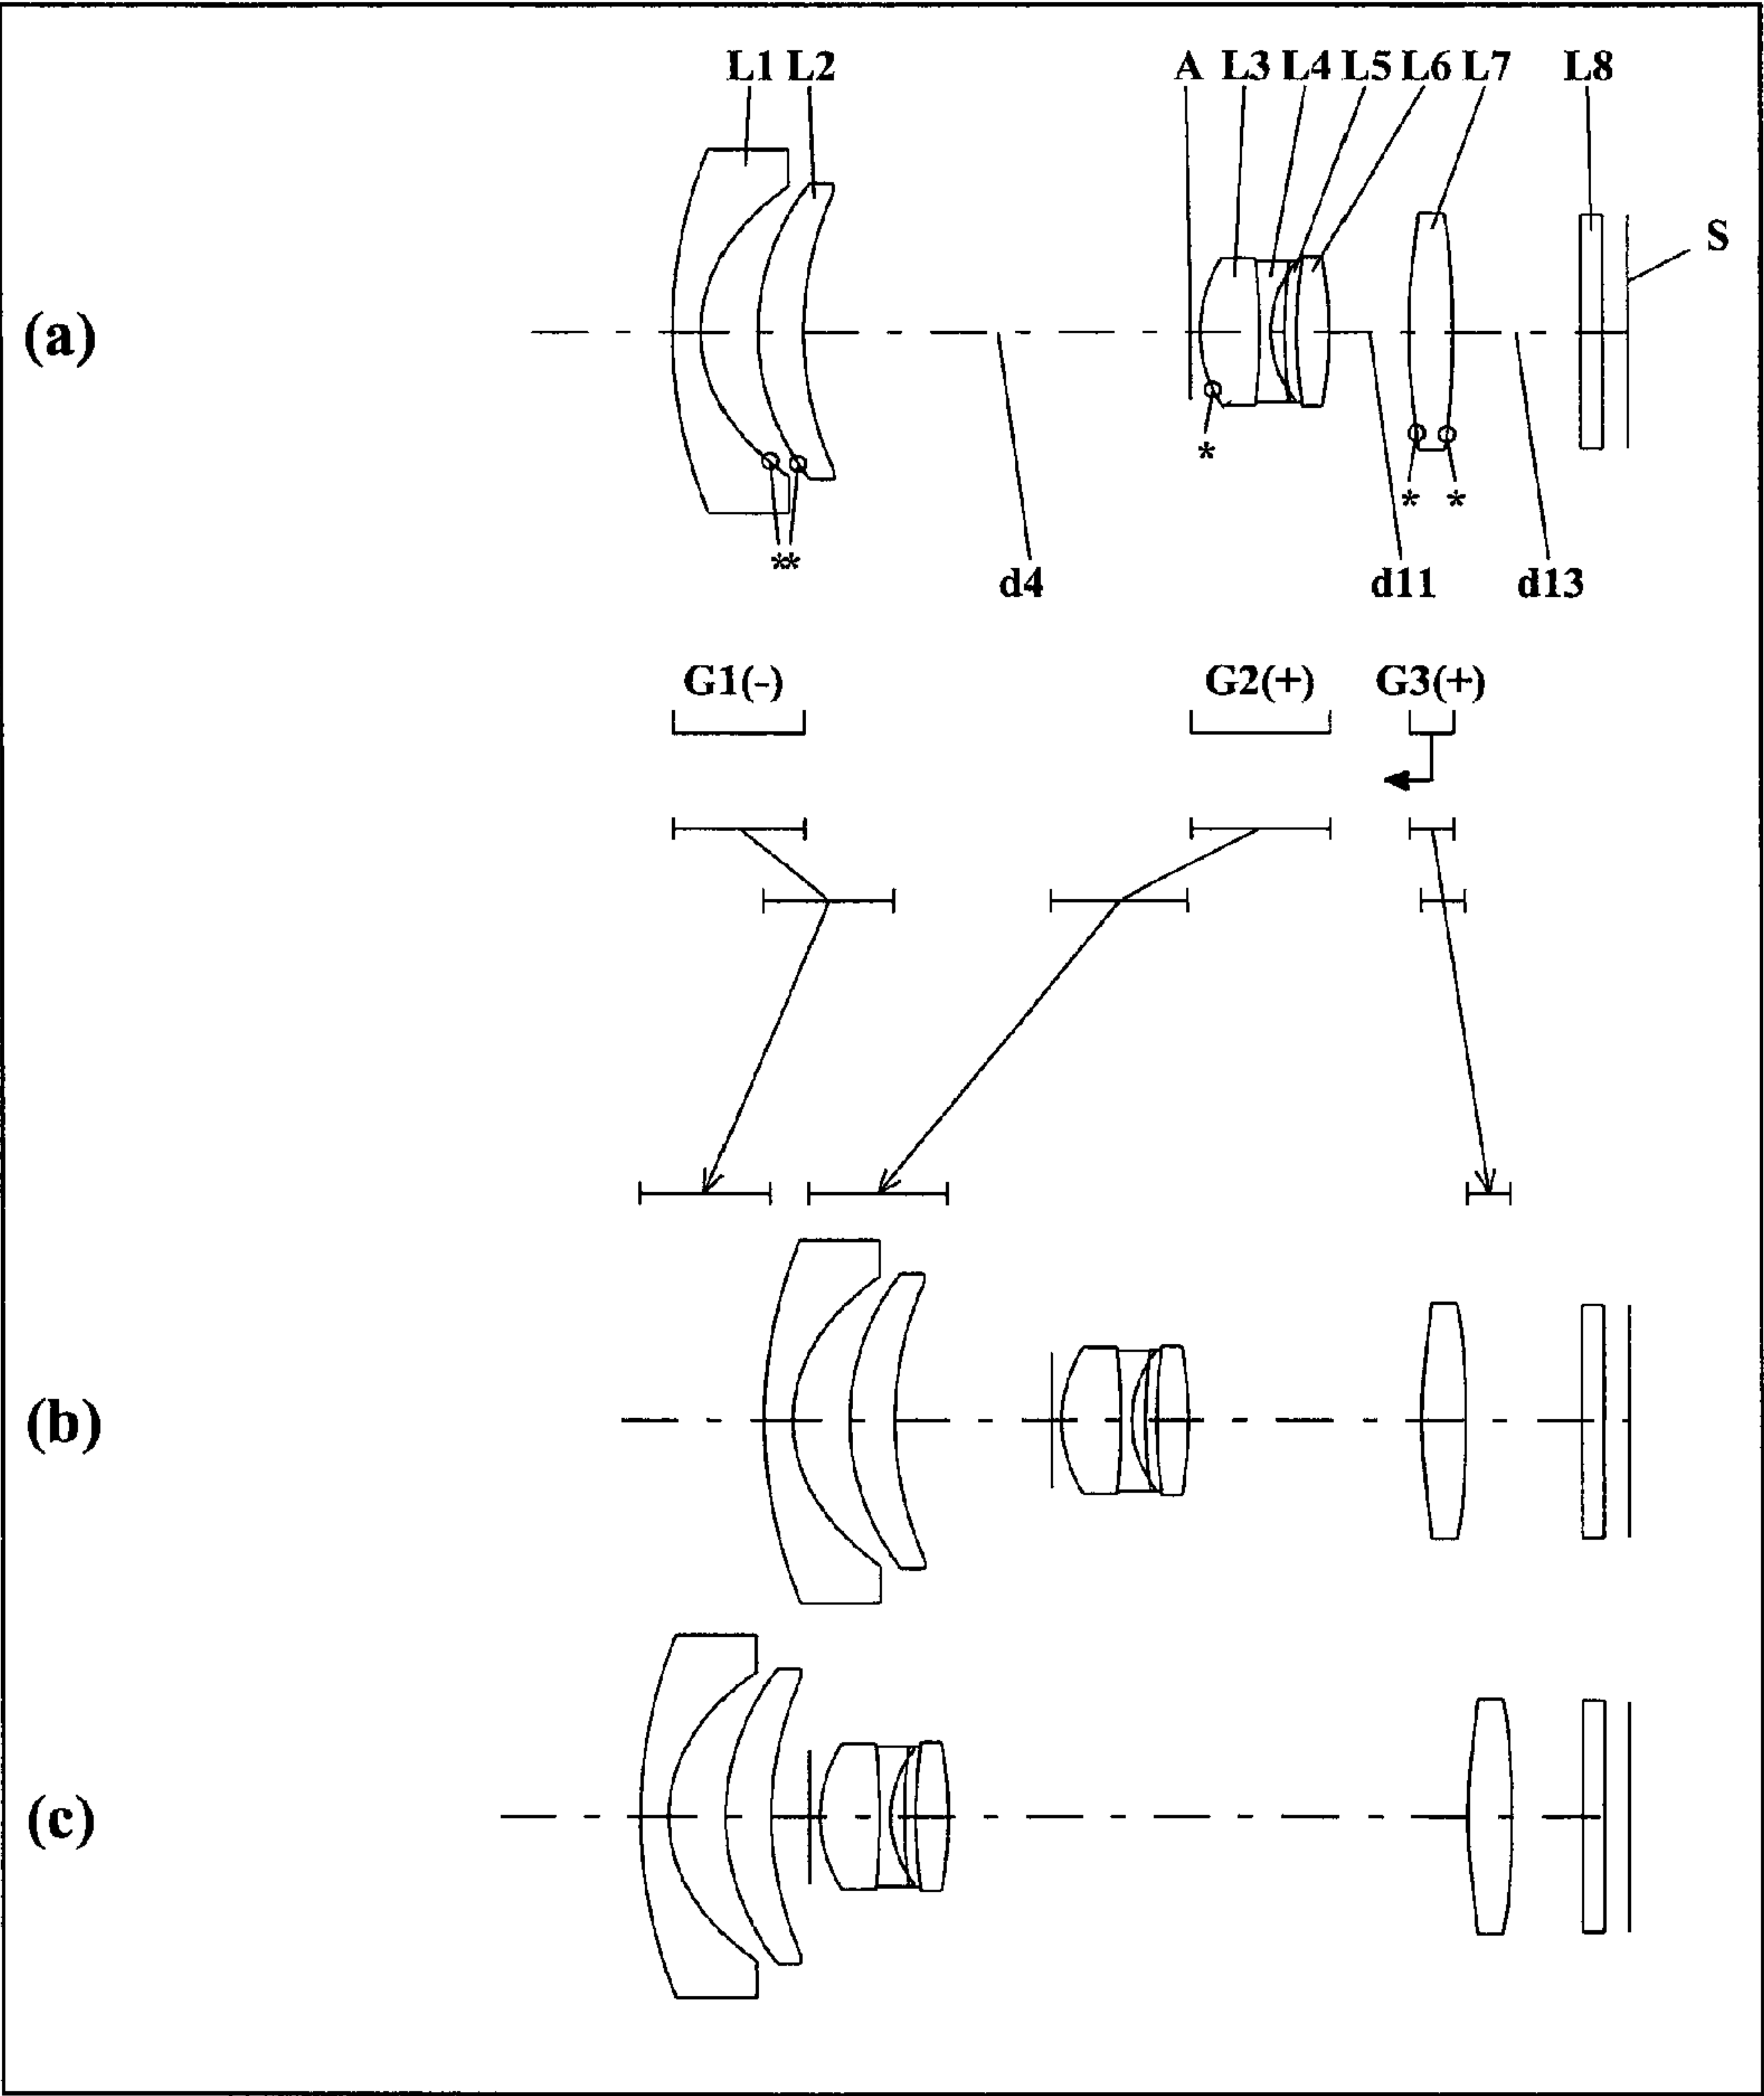 L1 L2 A L3 L4 L5 L6 L7 L8
S
(a)
* * *
**
d4 d11 d13
G1(-) G2(+) G3(+)
(b)
(c)